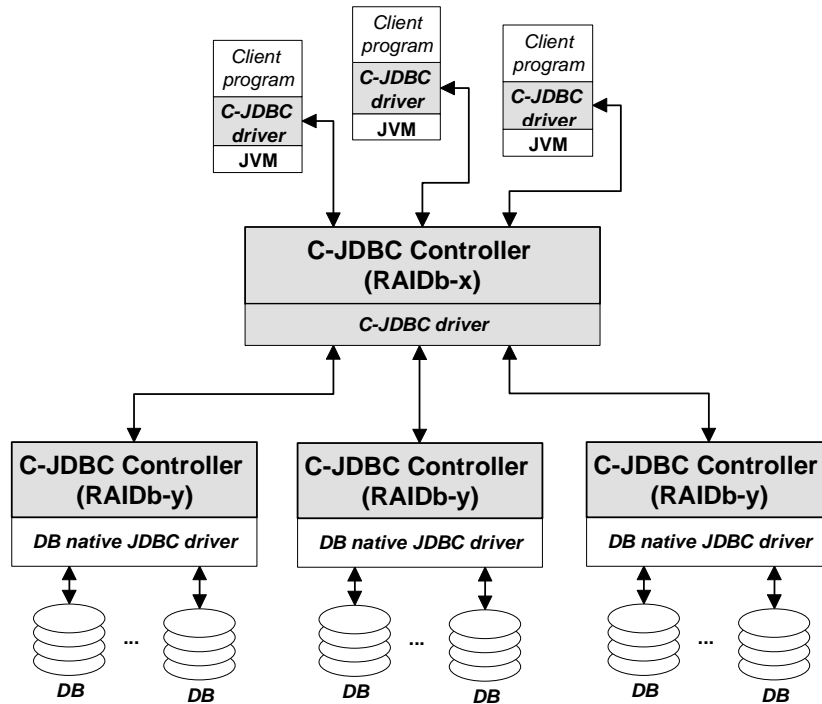 Client
program
C-JDBC
driver
JVM
Client
program
C-JDBC
driver
JVM
Client
program
C-JDBC
driver
JVM
C-JDBC Controller
(RAIDb-x)
C-JDBC driver
C-JDBC Controller
(RAIDb-y)
DB native JDBC driver
C-JDBC Controller
(RAIDb-y)
DB native JDBC driver
C-JDBC Controller
(RAIDb-y)
DB native JDBC driver
... 
DB
DB
...
DB
DB
...
DB
DB